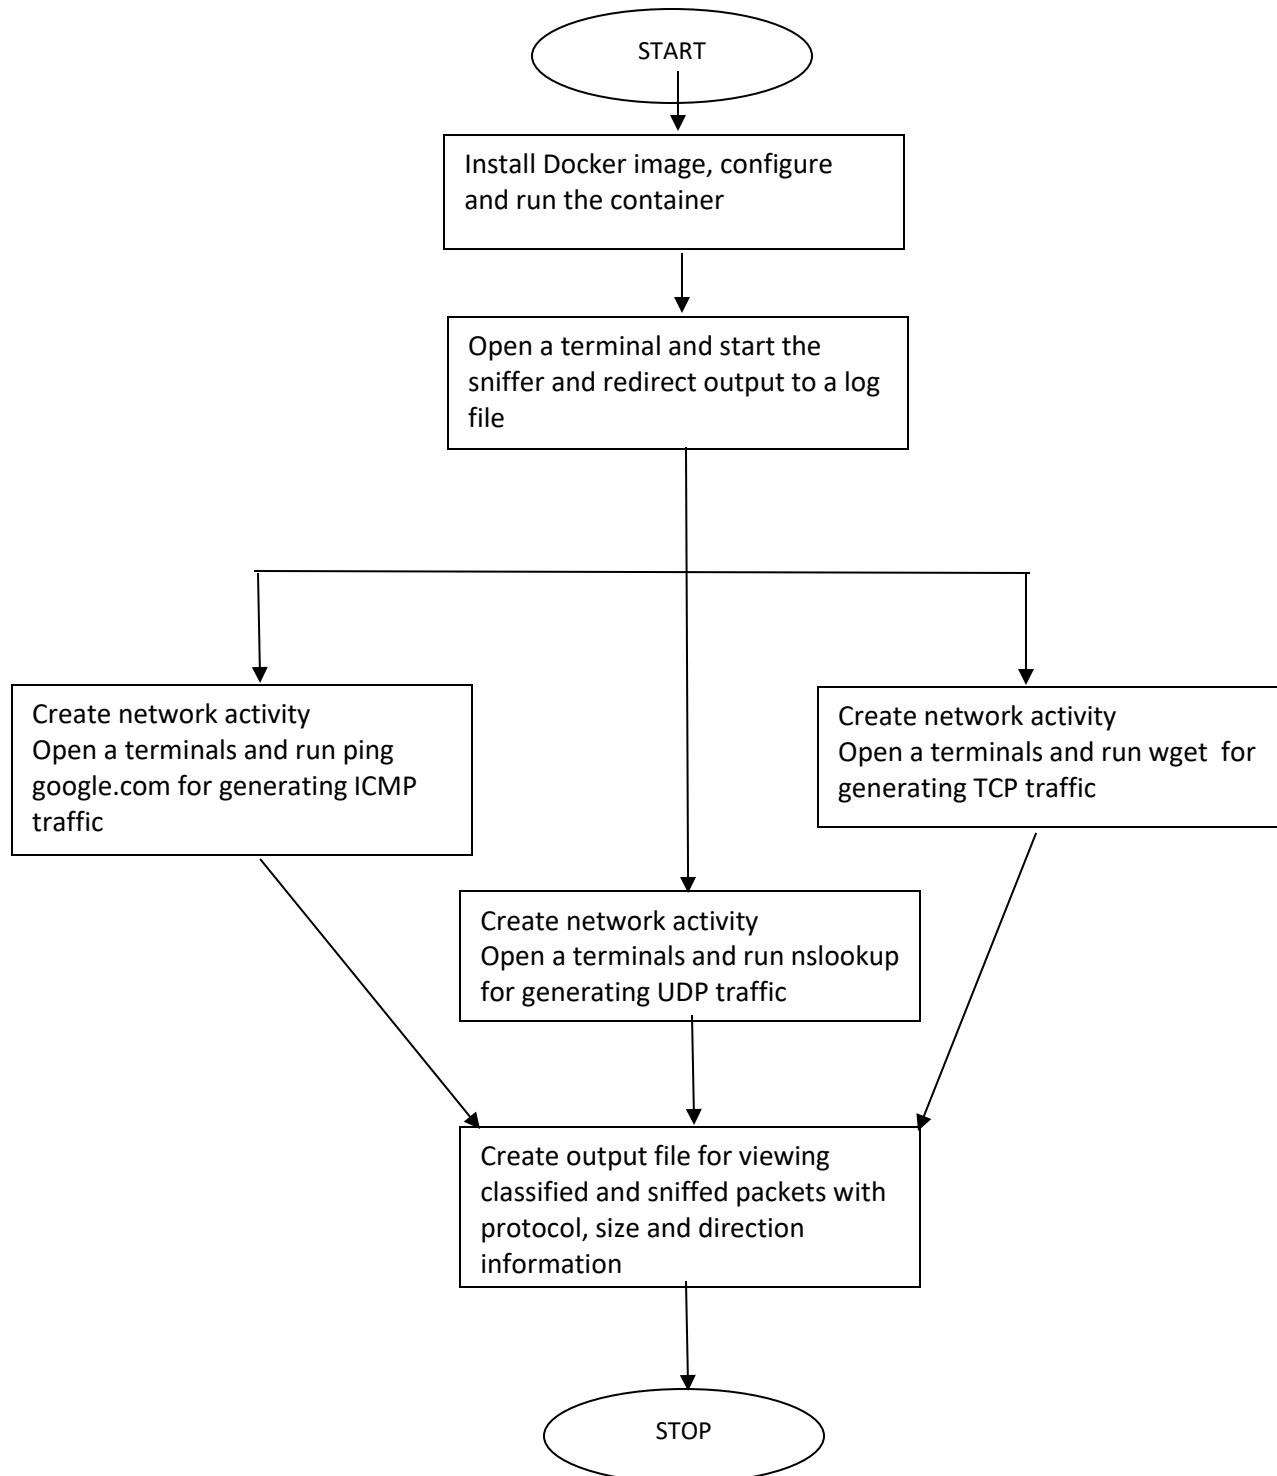 START
Install Docker image, configure
and run the container
Open a terminal and start the
sniffer and redirect output to a log
file
Create network activity
Open a terminals and run ping
google.com for generating ICMP
traffic
Create network activity
Open a terminals and run wget  for
generating TCP traffic
Create network activity
Open a terminals and run nslookup
for generating UDP traffic
Create output file for viewing
classified and sniffed packets with
protocol, size and direction
information
STOP